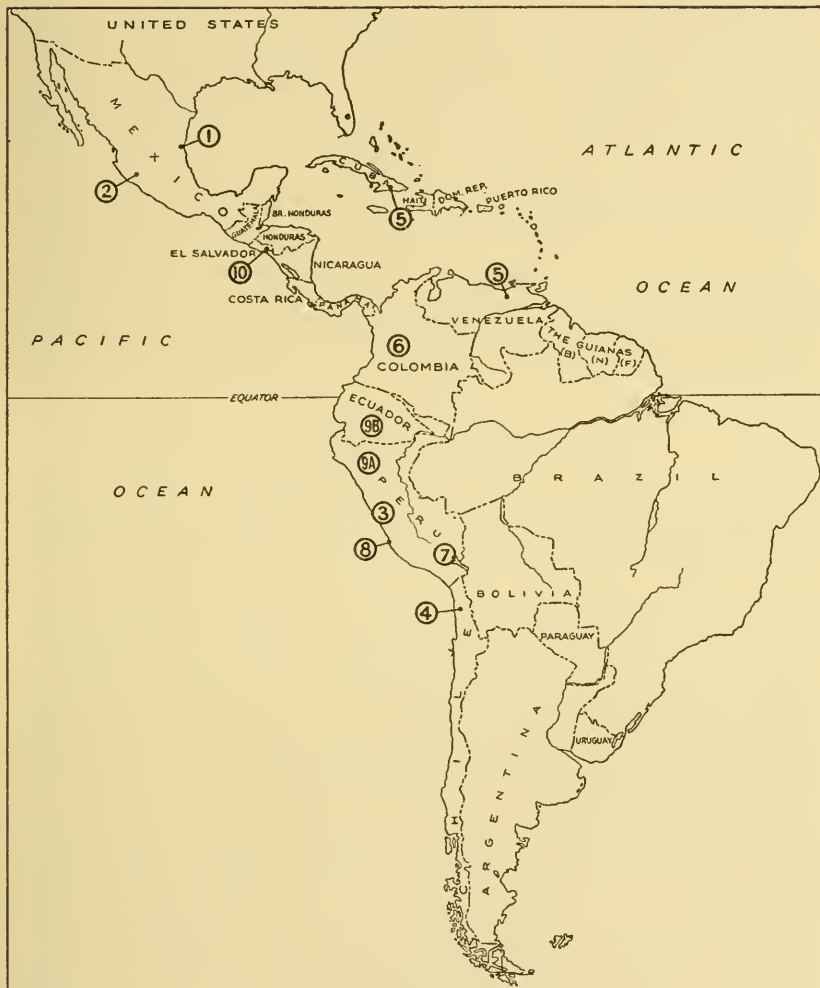 UNITED STATES
MEXICO
①
②
ATLANTIC
CUBA
HAITI
DOM. REP.
PUERTO RICO
⑤
GUATEMALA
BR. HONDURAS
HONDURAS
EL SALVADOR
⑩
NICARAGUA
COSTA RICA
PANAMA
⑤
OCEAN
VENEZUELA
THE GUIANAS
(B)
(N)
(F)
PACIFIC
⑥
COLOMBIA
EQUATOR
ECUADOR
9B
9A
OCEAN
PERU
BRAZIL
③
⑧
⑦
BOLIVIA
④
PARAGUAY
CHILE
URUGUAY
ARGENTINA